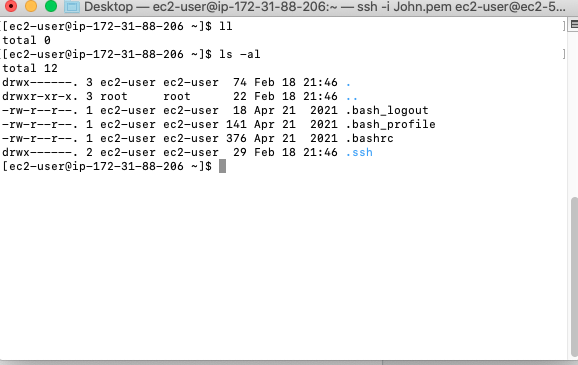 Desktop — ec2-user@ip-172-31-88-206:~ — ssh -i John.pem ec2-user@ec2-5...
[[ec2-user@ip-172-31-88-206 ~]$ ll ]
total 0
[[ec2-user@ip-172-31-88-206 ~]$ ls -al ]
total 12
drwx------. 3 ec2-user ec2-user  74 Feb 18 21:46 .
drwxr-xr-x. 3 root     root      22 Feb 18 21:46 ..
-rw-r--r--. 1 ec2-user ec2-user  18 Apr 21  2021 .bash_logout
-rw-r--r--. 1 ec2-user ec2-user 141 Apr 21  2021 .bash_profile
-rw-r--r--. 1 ec2-user ec2-user 376 Apr 21  2021 .bashrc
drwx------. 2 ec2-user ec2-user  29 Feb 18 21:46 .ssh
[ec2-user@ip-172-31-88-206 ~]$